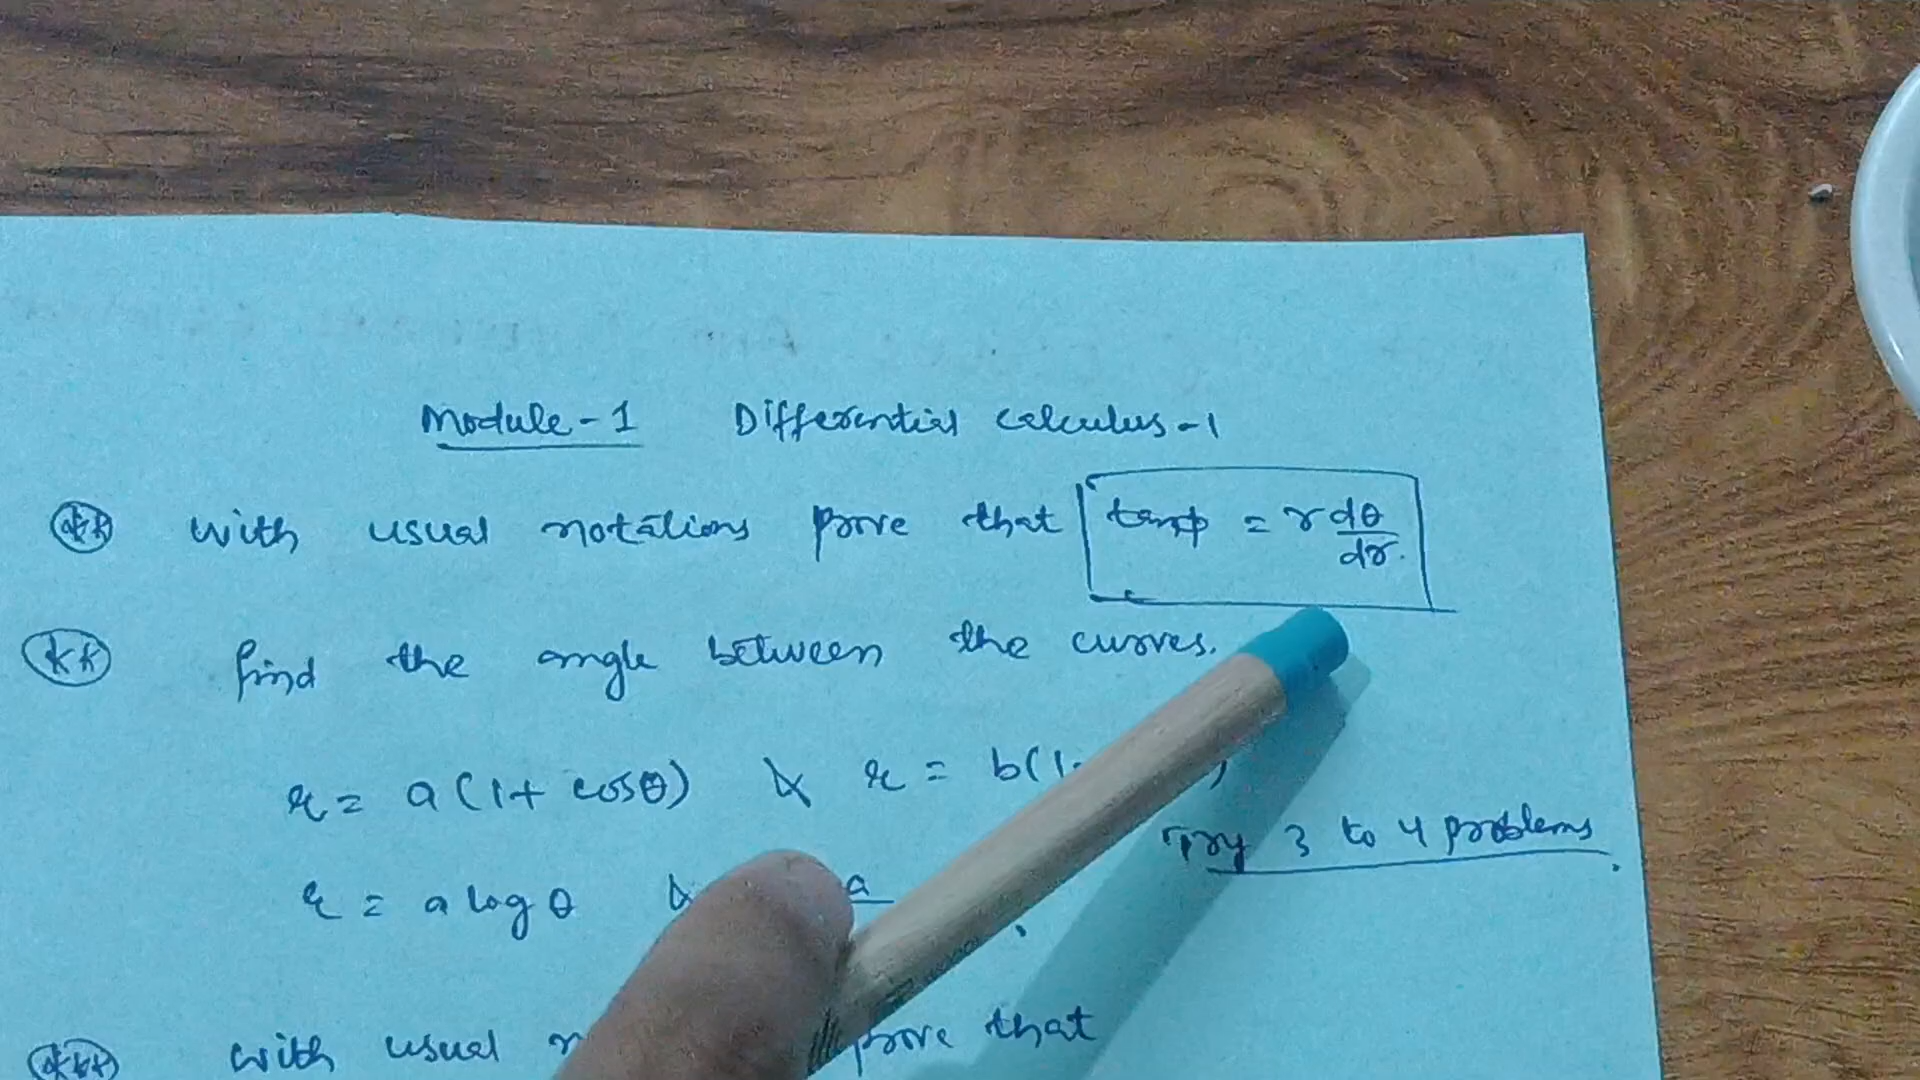 Module-1 Differential calculus-1
** with usual notations prove that tanφ = r dθ/dr.
** find the angle between the curves.
r = a(1+ cosθ) & r = b(1-
Try 3 to 4 problems.
r = a log θ & a
*** with usual prove that